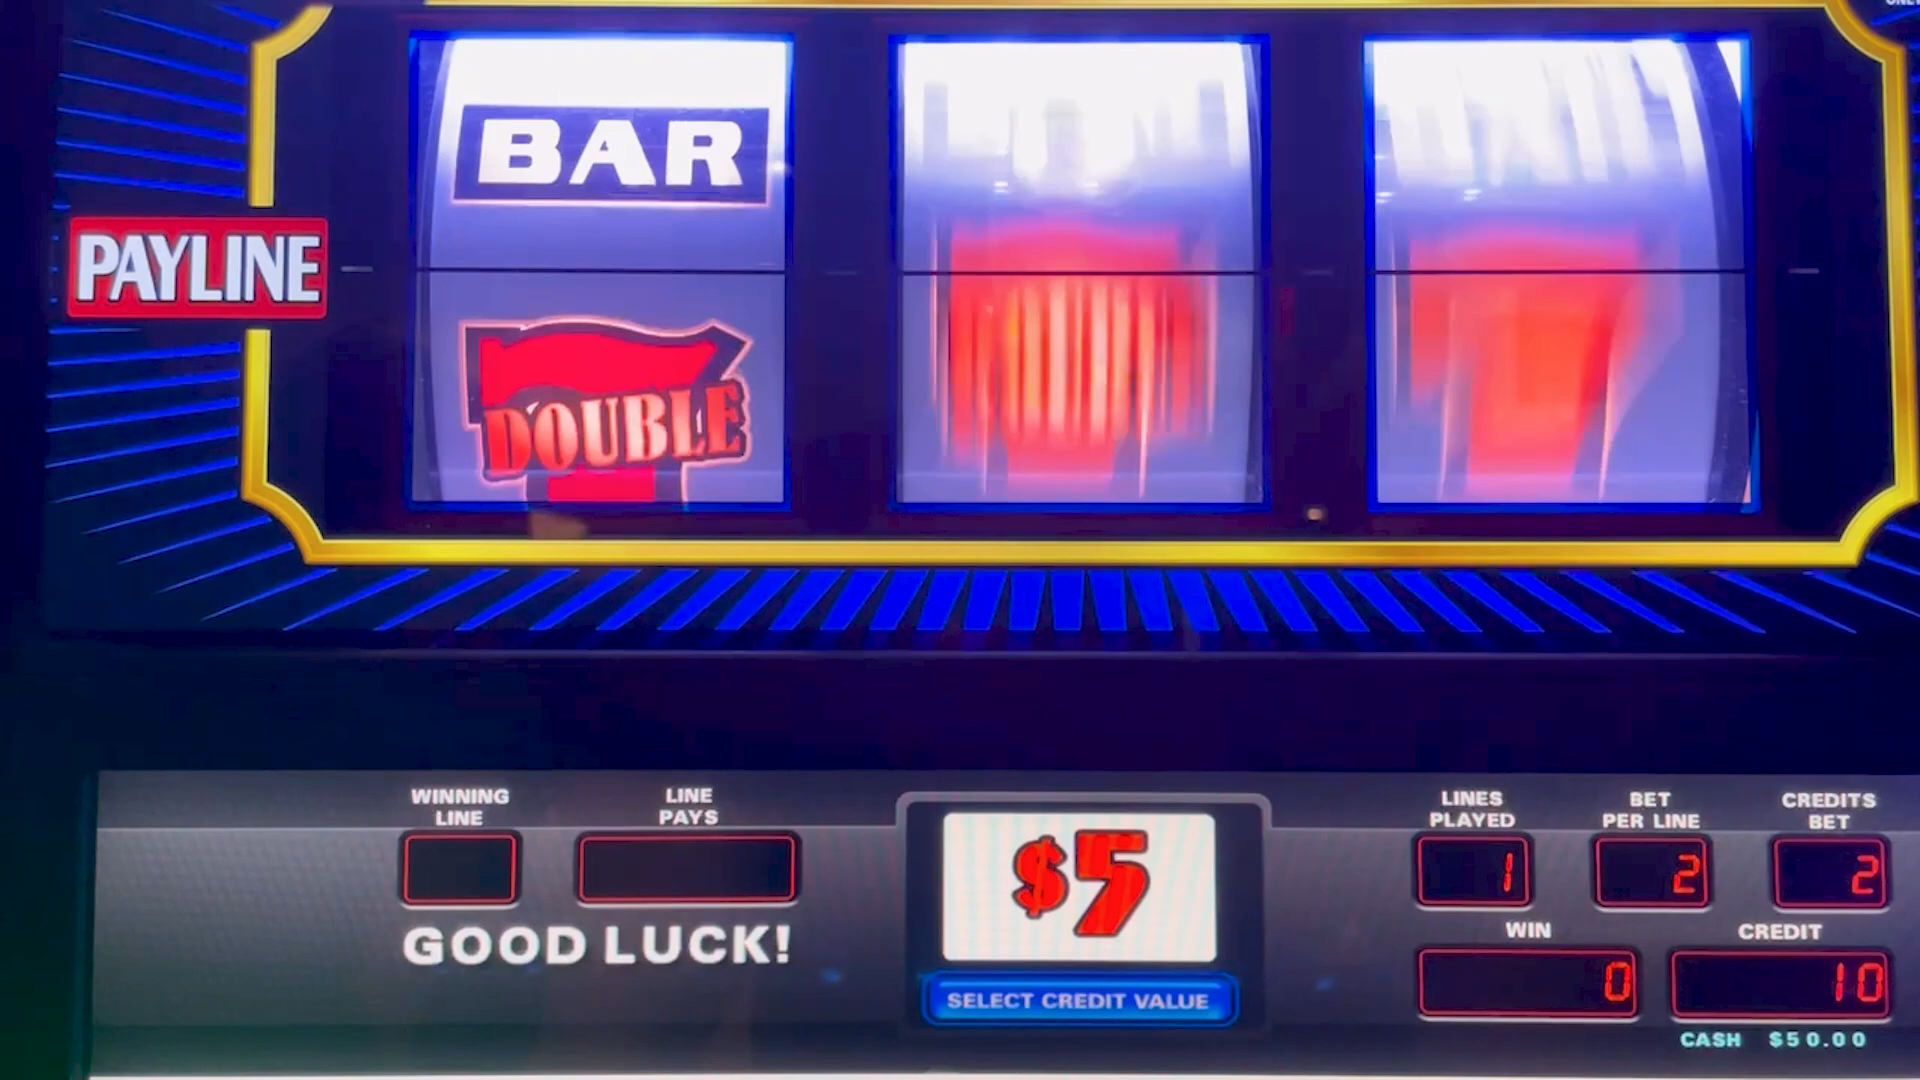 BAR
PAYLINE
DOUBLE
WINNING
LINE
LINE
PAYS
GOOD LUCK!
$5
SELECT CREDIT VALUE
LINES
PLAYED
BET
PER LINE
CREDITS
BET
1
2
2
WIN
CREDIT
0
10
CASH $50.00